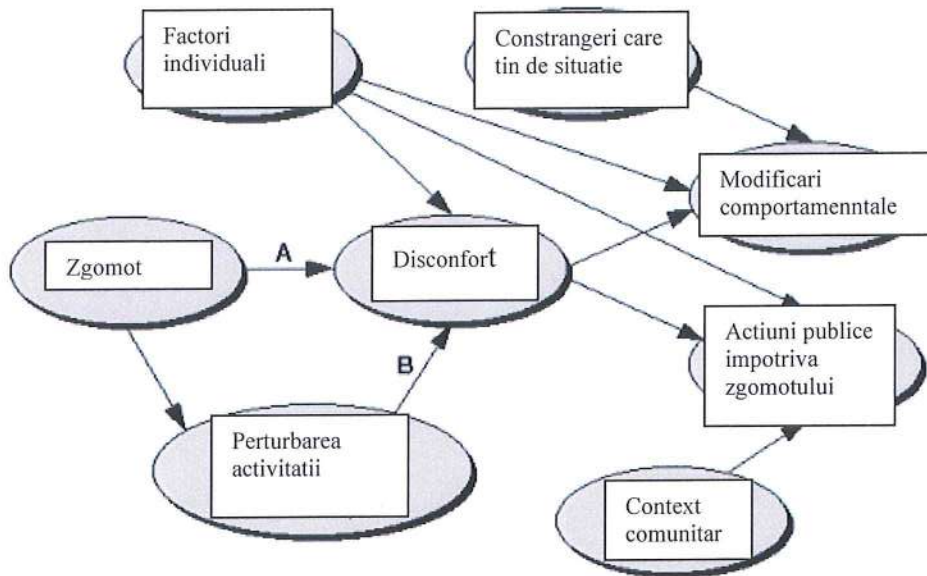 Factori
individuali
Constrangeri care
tin de situatie
Modificari
comportamenntale
Zgomot
A
Disconfort
B
Actiuni publice
impotriva
zgomotului
Perturbarea
activitatii
Context
comunitar